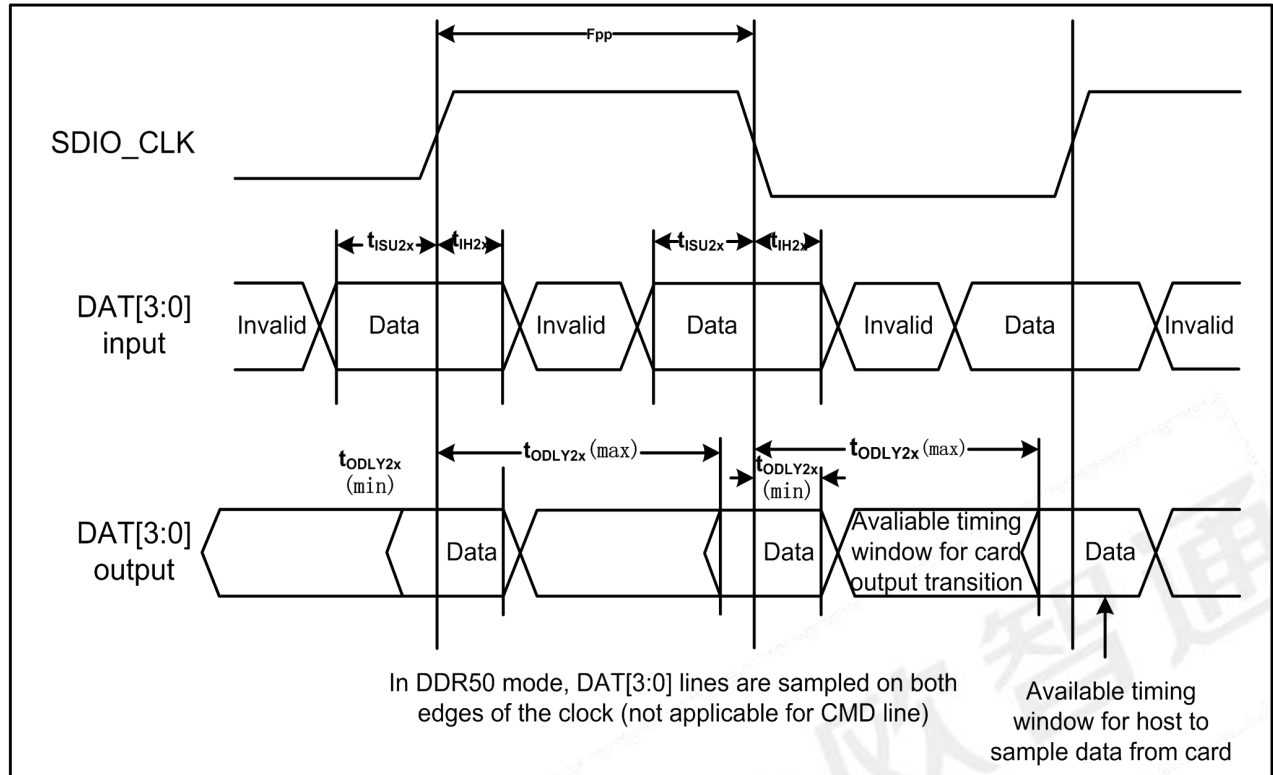 Fpp
SDIO_CLK
tISU2x
tIH2x
tISU2x
tIH2x
DAT[3:0]
input
Invalid
Data
Invalid
Data
Invalid
Data
Invalid
tODLY2x
(min)
tODLY2x(max)
tODLY2x
(min)
tODLY2x(max)
DAT[3:0]
output
Data
Data
Avaliable timing
window for card
output transition
Data
In DDR50 mode, DAT[3:0] lines are sampled on both
edges of the clock (not applicable for CMD line)
Available timing
window for host to
sample data from card
欧智通